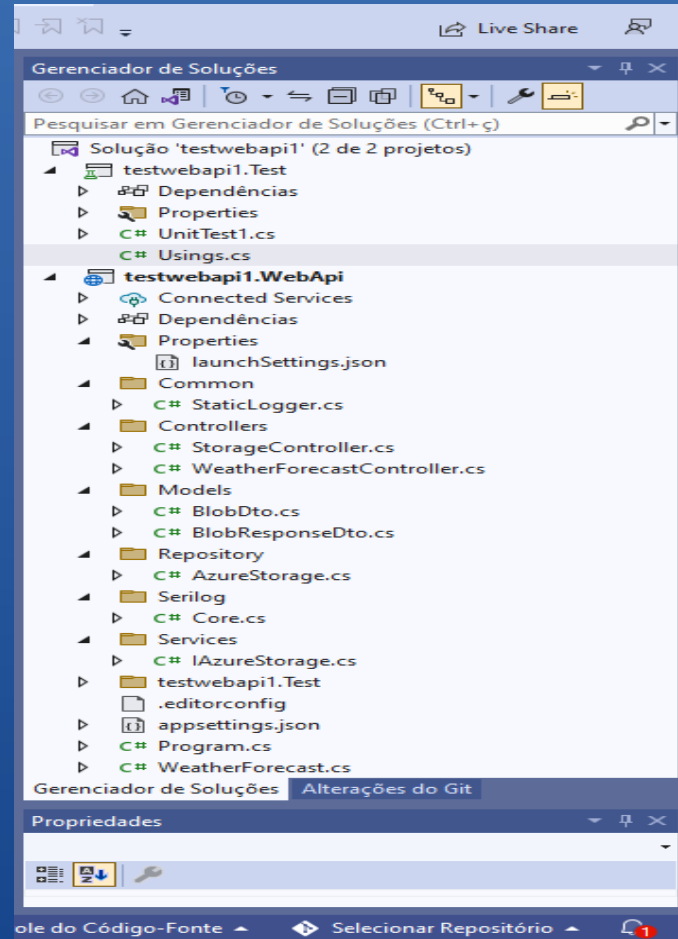 Live Share
Gerenciador de Soluções
Pesquisar em Gerenciador de Soluções (Ctrl+ç)
Solução 'testwebapi1' (2 de 2 projetos)
testwebapi1.Test
Dependências
Properties
C# UnitTest1.cs
C# Usings.cs
testwebapi1.WebApi
Connected Services
Dependências
Properties
launchSettings.json
Common
C# StaticLogger.cs
Controllers
C# StorageController.cs
C# WeatherForecastController.cs
Models
C# BlobDto.cs
C# BlobResponseDto.cs
Repository
C# AzureStorage.cs
Serilog
C# Core.cs
Services
C# IAzureStorage.cs
testwebapi1.Test
.editorconfig
appsettings.json
C# Program.cs
C# WeatherForecast.cs
Gerenciador de Soluções Alterações do Git
Propriedades
ole do Código-Fonte Selecionar Repositório 1